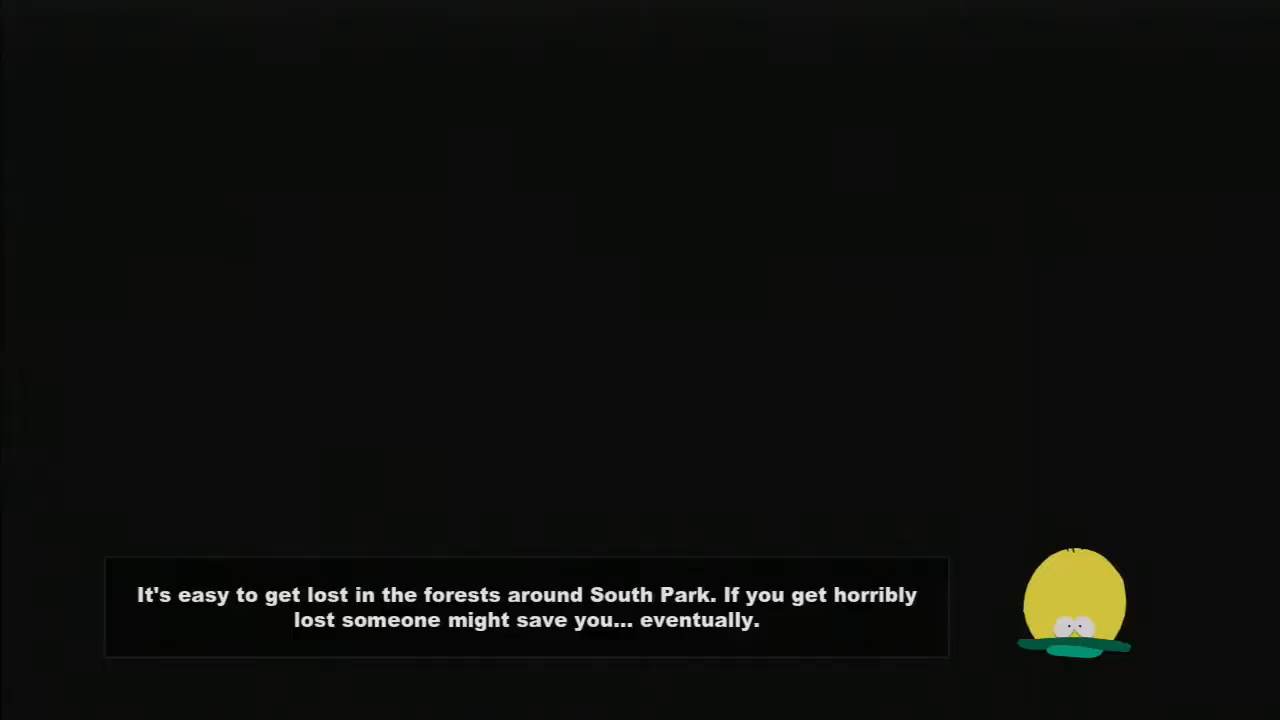 It's easy to get lost in the forests around South Park. If you get horribly
lost someone might save you... eventually.